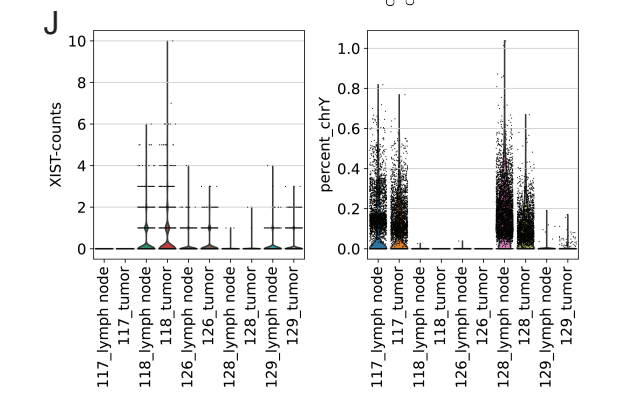 J
10
8
6
4
2
0
XIST-counts
117_lymph node
117_tumor
118_lymph node
118_tumor
126_lymph node
126_tumor
128_lymph node
128_tumor
129_lymph node
129_tumor
1.0
0.8
0.6
0.4
0.2
0.0
percent_chrY
117_lymph node
117_tumor
118_lymph node
118_tumor
126_lymph node
126_tumor
128_lymph node
128_tumor
129_lymph node
129_tumor